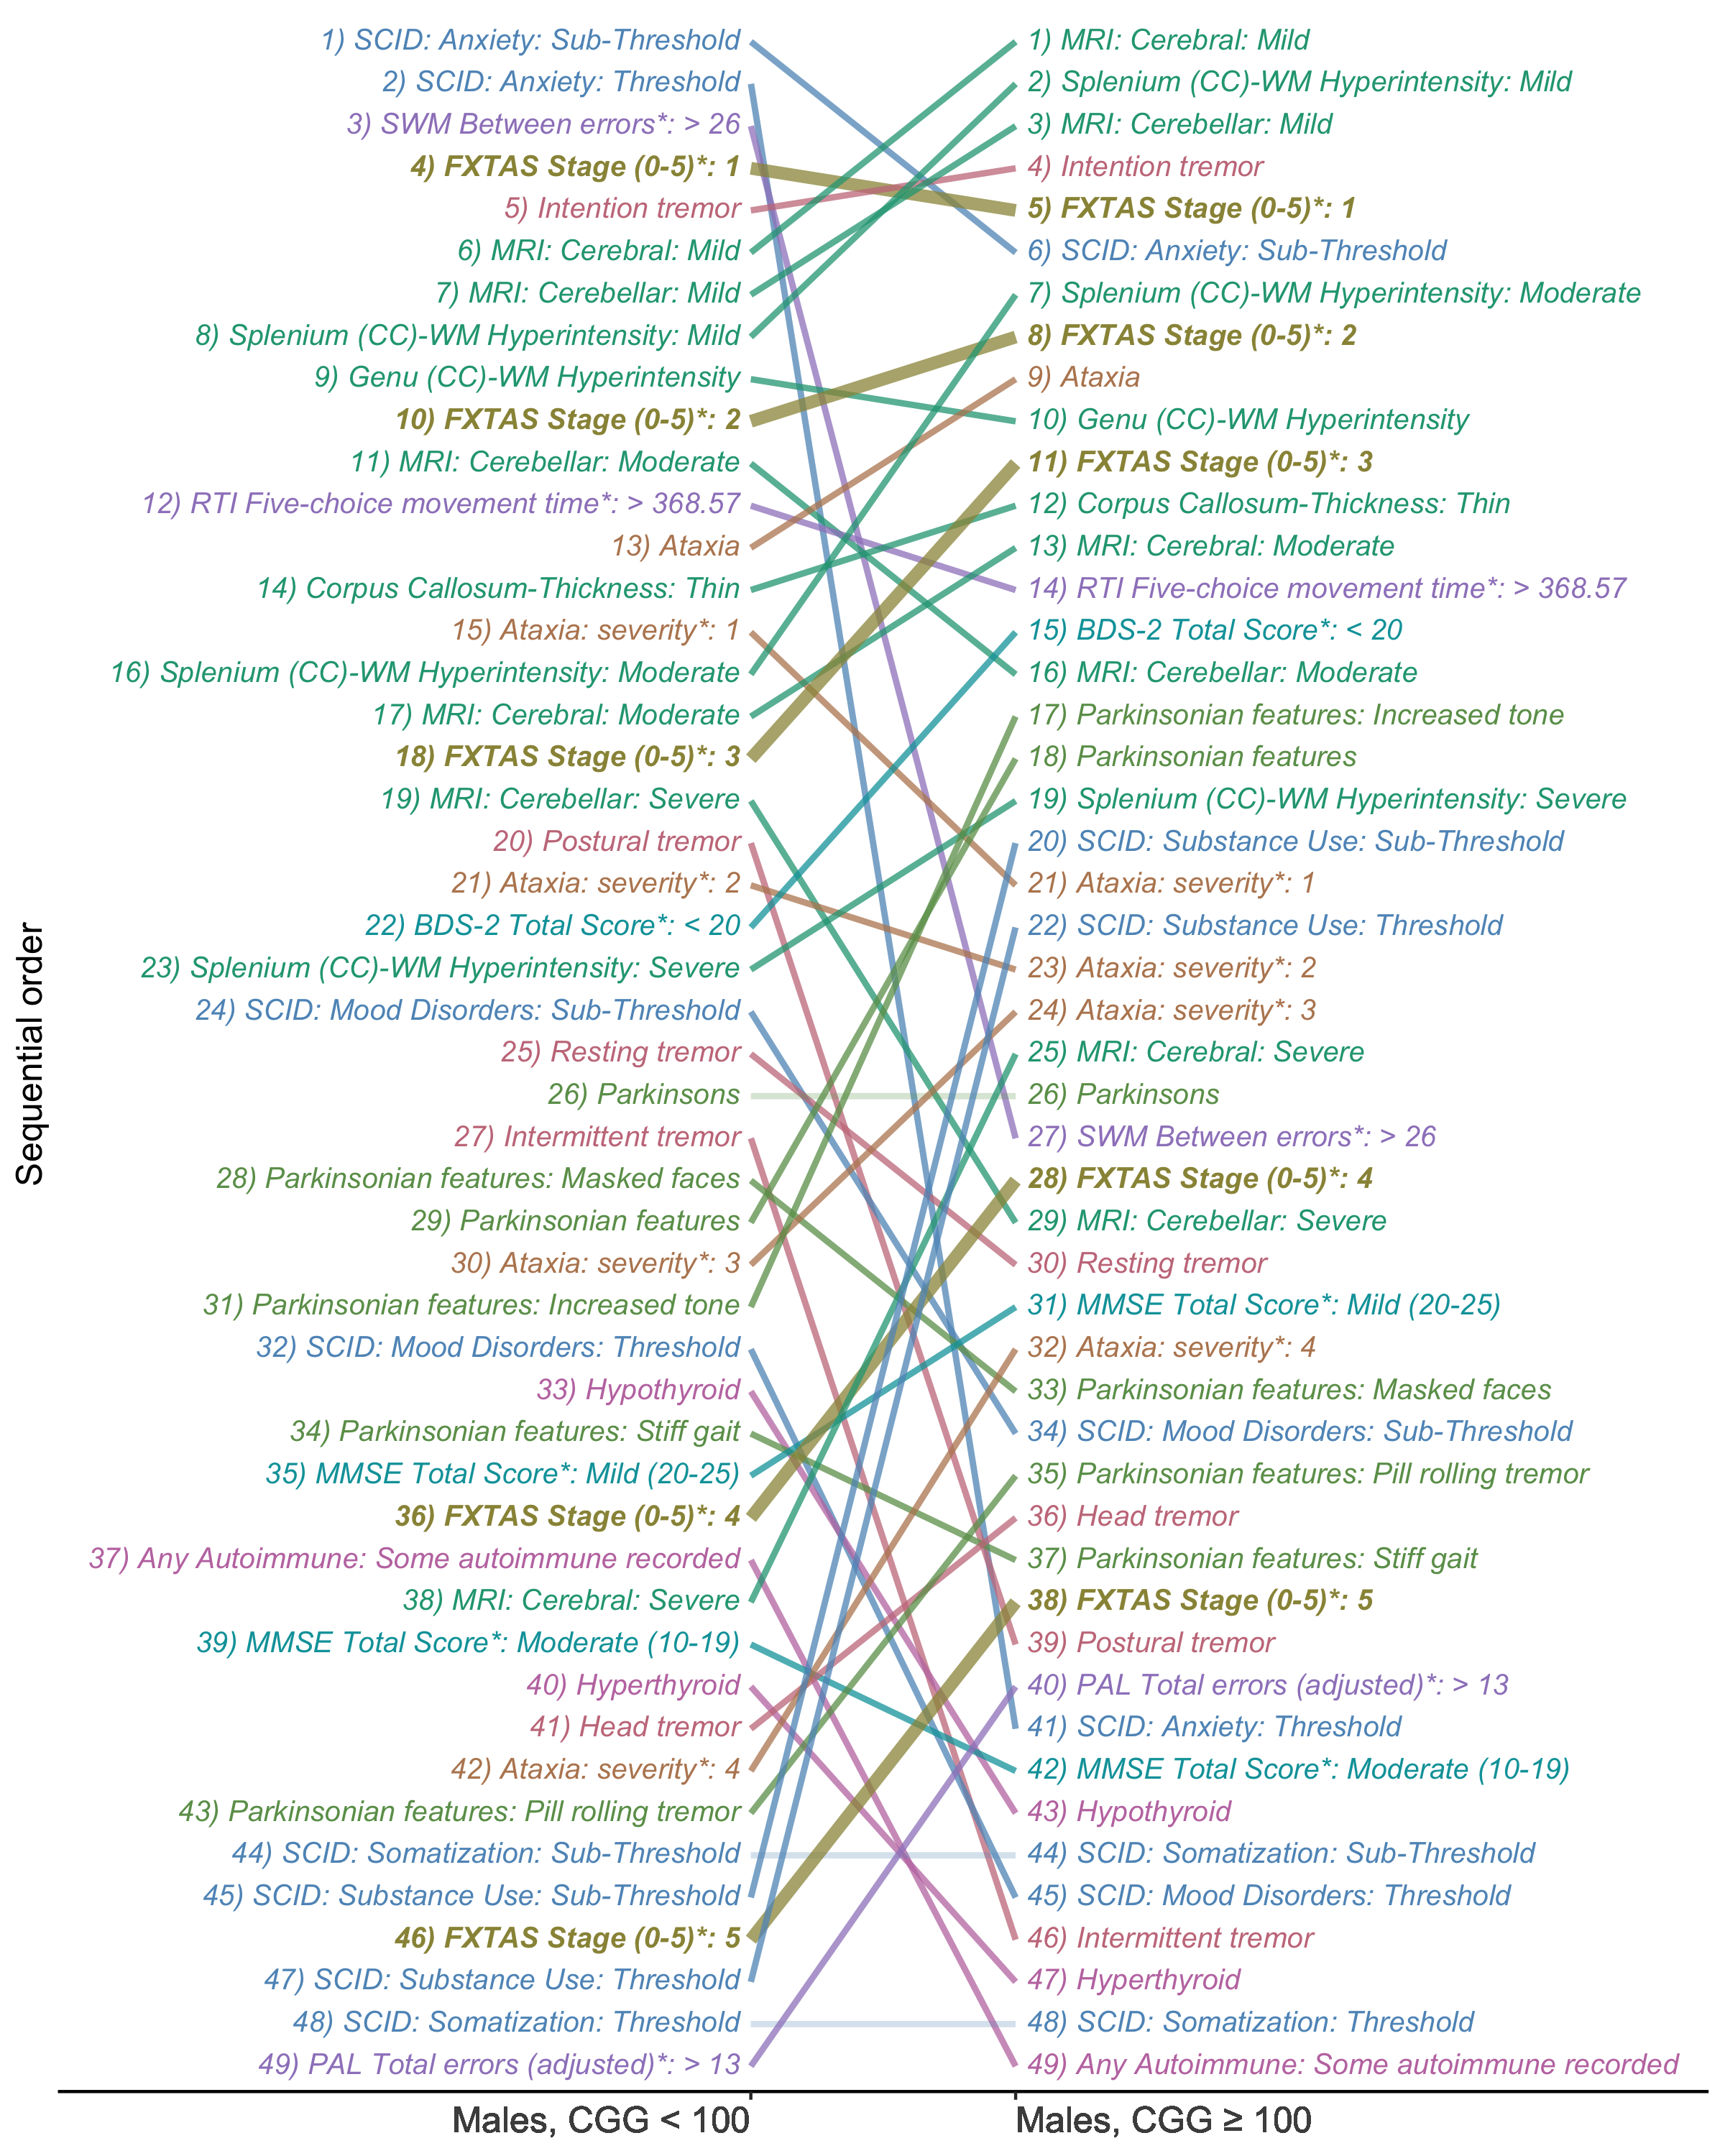 Sequential order
1) SCID: Anxiety: Sub-Threshold
2) SCID: Anxiety: Threshold
3) SWM Between errors*: > 26
4) FXTAS Stage (0-5)*: 1
5) Intention tremor
6) MRI: Cerebral: Mild
7) MRI: Cerebellar: Mild
8) Splenium (CC)-WM Hyperintensity: Mild
9) Genu (CC)-WM Hyperintensity
10) FXTAS Stage (0-5)*: 2
11) MRI: Cerebellar: Moderate
12) RTI Five-choice movement time*: > 368.57
13) Ataxia
14) Corpus Callosum-Thickness: Thin
15) Ataxia: severity*: 1
16) Splenium (CC)-WM Hyperintensity: Moderate
17) MRI: Cerebral: Moderate
18) FXTAS Stage (0-5)*: 3
19) MRI: Cerebellar: Severe
20) Postural tremor
21) Ataxia: severity*: 2
22) BDS-2 Total Score*: < 20
23) Splenium (CC)-WM Hyperintensity: Severe
24) SCID: Mood Disorders: Sub-Threshold
25) Resting tremor
26) Parkinsons
27) Intermittent tremor
28) Parkinsonian features: Masked faces
29) Parkinsonian features
30) Ataxia: severity*: 3
31) Parkinsonian features: Increased tone
32) SCID: Mood Disorders: Threshold
33) Hypothyroid
34) Parkinsonian features: Stiff gait
35) MMSE Total Score*: Mild (20-25)
36) FXTAS Stage (0-5)*: 4
37) Any Autoimmune: Some autoimmune recorded
38) MRI: Cerebral: Severe
39) MMSE Total Score*: Moderate (10-19)
40) Hyperthyroid
41) Head tremor
42) Ataxia: severity*: 4
43) Parkinsonian features: Pill rolling tremor
44) SCID: Somatization: Sub-Threshold
45) SCID: Substance Use: Sub-Threshold
46) FXTAS Stage (0-5)*: 5
47) SCID: Substance Use: Threshold
48) SCID: Somatization: Threshold
49) PAL Total errors (adjusted)*: > 13
1) MRI: Cerebral: Mild
2) Splenium (CC)-WM Hyperintensity: Mild
3) MRI: Cerebellar: Mild
4) Intention tremor
5) FXTAS Stage (0-5)*: 1
6) SCID: Anxiety: Sub-Threshold
7) Splenium (CC)-WM Hyperintensity: Moderate
8) FXTAS Stage (0-5)*: 2
9) Ataxia
10) Genu (CC)-WM Hyperintensity
11) FXTAS Stage (0-5)*: 3
12) Corpus Callosum-Thickness: Thin
13) MRI: Cerebral: Moderate
14) RTI Five-choice movement time*: > 368.57
15) BDS-2 Total Score*: < 20
16) MRI: Cerebellar: Moderate
17) Parkinsonian features: Increased tone
18) Parkinsonian features
19) Splenium (CC)-WM Hyperintensity: Severe
20) SCID: Substance Use: Sub-Threshold
21) Ataxia: severity*: 1
22) SCID: Substance Use: Threshold
23) Ataxia: severity*: 2
24) Ataxia: severity*: 3
25) MRI: Cerebral: Severe
26) Parkinsons
27) SWM Between errors*: > 26
28) FXTAS Stage (0-5)*: 4
29) MRI: Cerebellar: Severe
30) Resting tremor
31) MMSE Total Score*: Mild (20-25)
32) Ataxia: severity*: 4
33) Parkinsonian features: Masked faces
34) SCID: Mood Disorders: Sub-Threshold
35) Parkinsonian features: Pill rolling tremor
36) Head tremor
37) Parkinsonian features: Stiff gait
38) FXTAS Stage (0-5)*: 5
39) Postural tremor
40) PAL Total errors (adjusted)*: > 13
41) SCID: Anxiety: Threshold
42) MMSE Total Score*: Moderate (10-19)
43) Hypothyroid
44) SCID: Somatization: Sub-Threshold
45) SCID: Mood Disorders: Threshold
46) Intermittent tremor
47) Hyperthyroid
48) SCID: Somatization: Threshold
49) Any Autoimmune: Some autoimmune recorded
Males, CGG < 100
Males, CGG ≥ 100